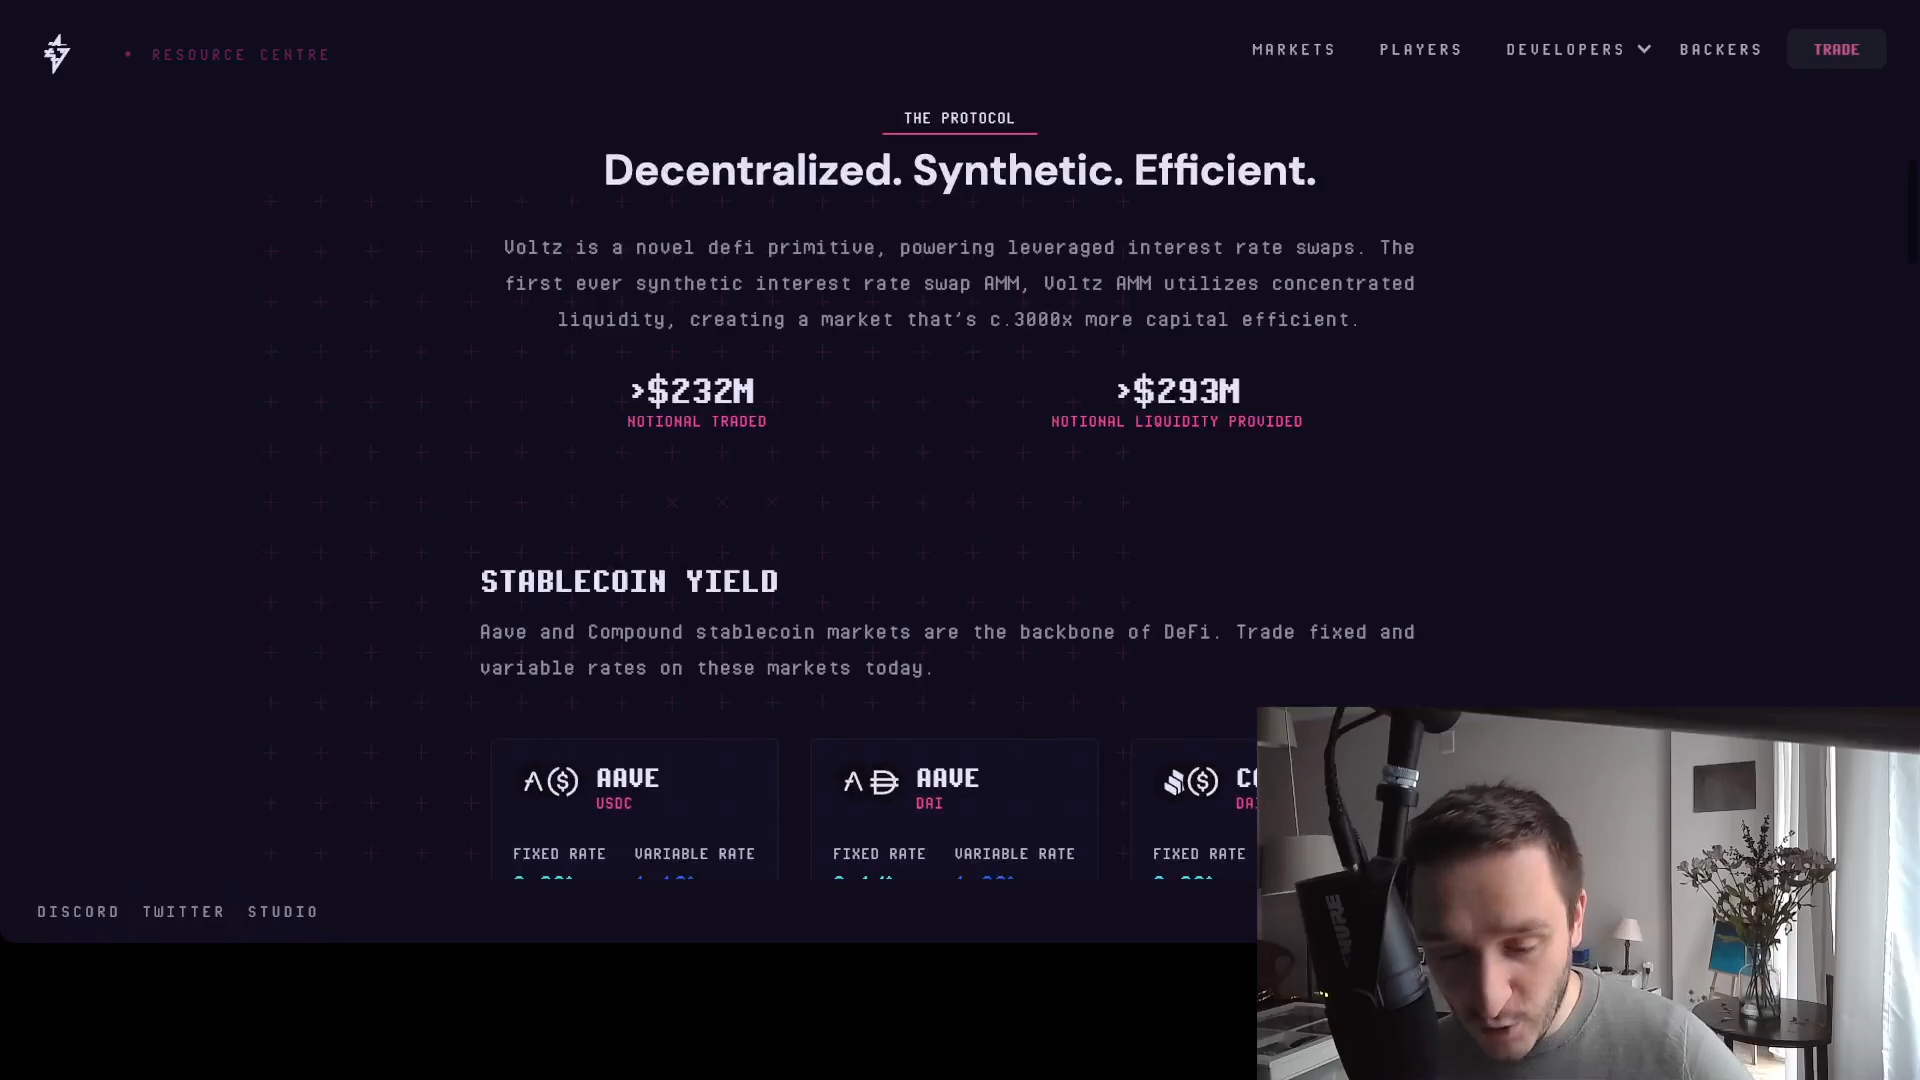 RESOURCE CENTRE
MARKETS PLAYERS DEVELOPERS BACKERS TRADE
THE PROTOCOL
Decentralized. Synthetic. Efficient.
Voltz is a novel defi primitive, powering leveraged interest rate swaps. The
first ever synthetic interest rate swap AMM, Voltz AMM utilizes concentrated
liquidity, creating a market that's c.3000x more capital efficient.
>$232M >$293M
NOTIONAL TRADED NOTIONAL LIQUIDITY PROVIDED
STABLECOIN YIELD
Aave and Compound stablecoin markets are the backbone of DeFi. Trade fixed and
variable rates on these markets today.
AAVE AAVE
USDC DAI
FIXED RATE VARIABLE RATE FIXED RATE VARIABLE RATE FIXED RATE
DISCORD TWITTER STUDIO
SHURE